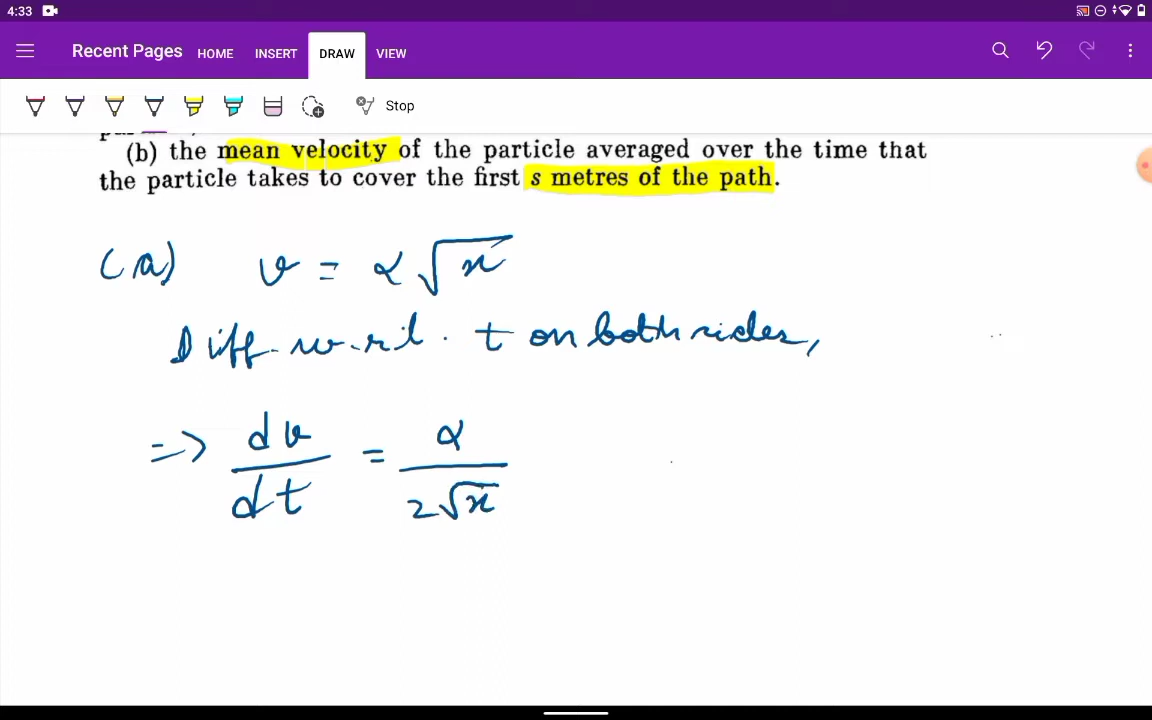 4:33
Recent Pages HOME INSERT DRAW VIEW
Stop
(b) the mean velocity of the particle averaged over the time that
the particle takes to cover the first s metres of the path.
(a) v = α √x
Diff. w.r.t. t on both sides,
=> dv/dt = α/2√x